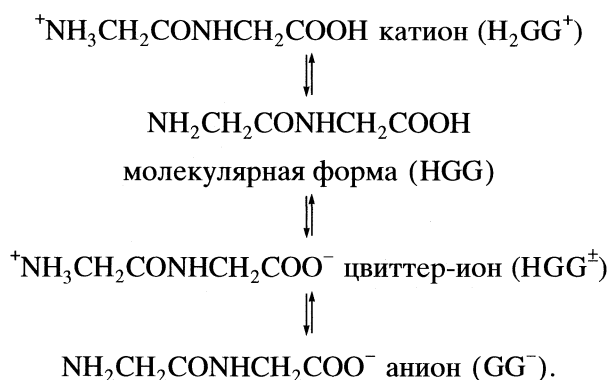 ⁺NH₃CH₂CONHCH₂COOH катион (H₂GG⁺)
⇅
NH₂CH₂CONHCH₂COOH
молекулярная форма (HGG)
⇅
⁺NH₃CH₂CONHCH₂COO⁻ цвиттер-ион (HGG±)
⇅
NH₂CH₂CONHCH₂COO⁻ анион (GG⁻).